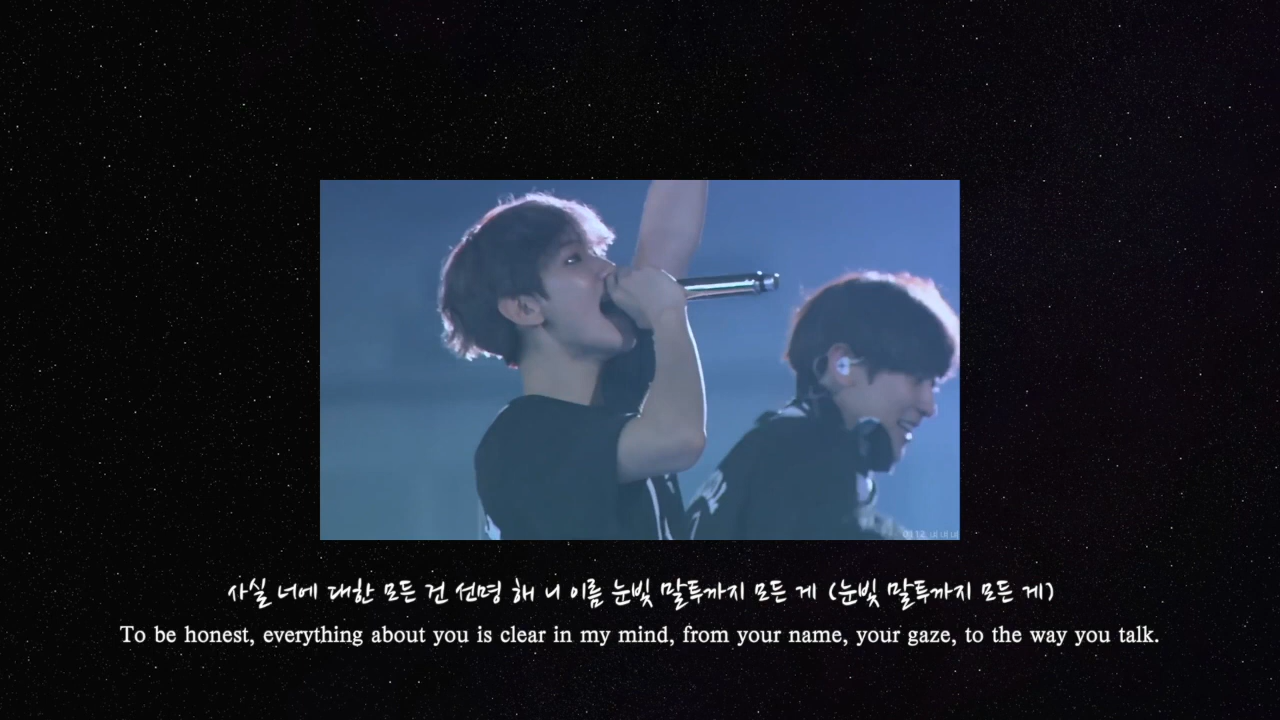 사실 너에 대한 모든 건 선명 해 니 이름 눈빛 말투까지 모든 게 (눈빛 말투까지 모든 게)
To be honest, everything about you is clear in my mind, from your name, your gaze, to the way you talk.